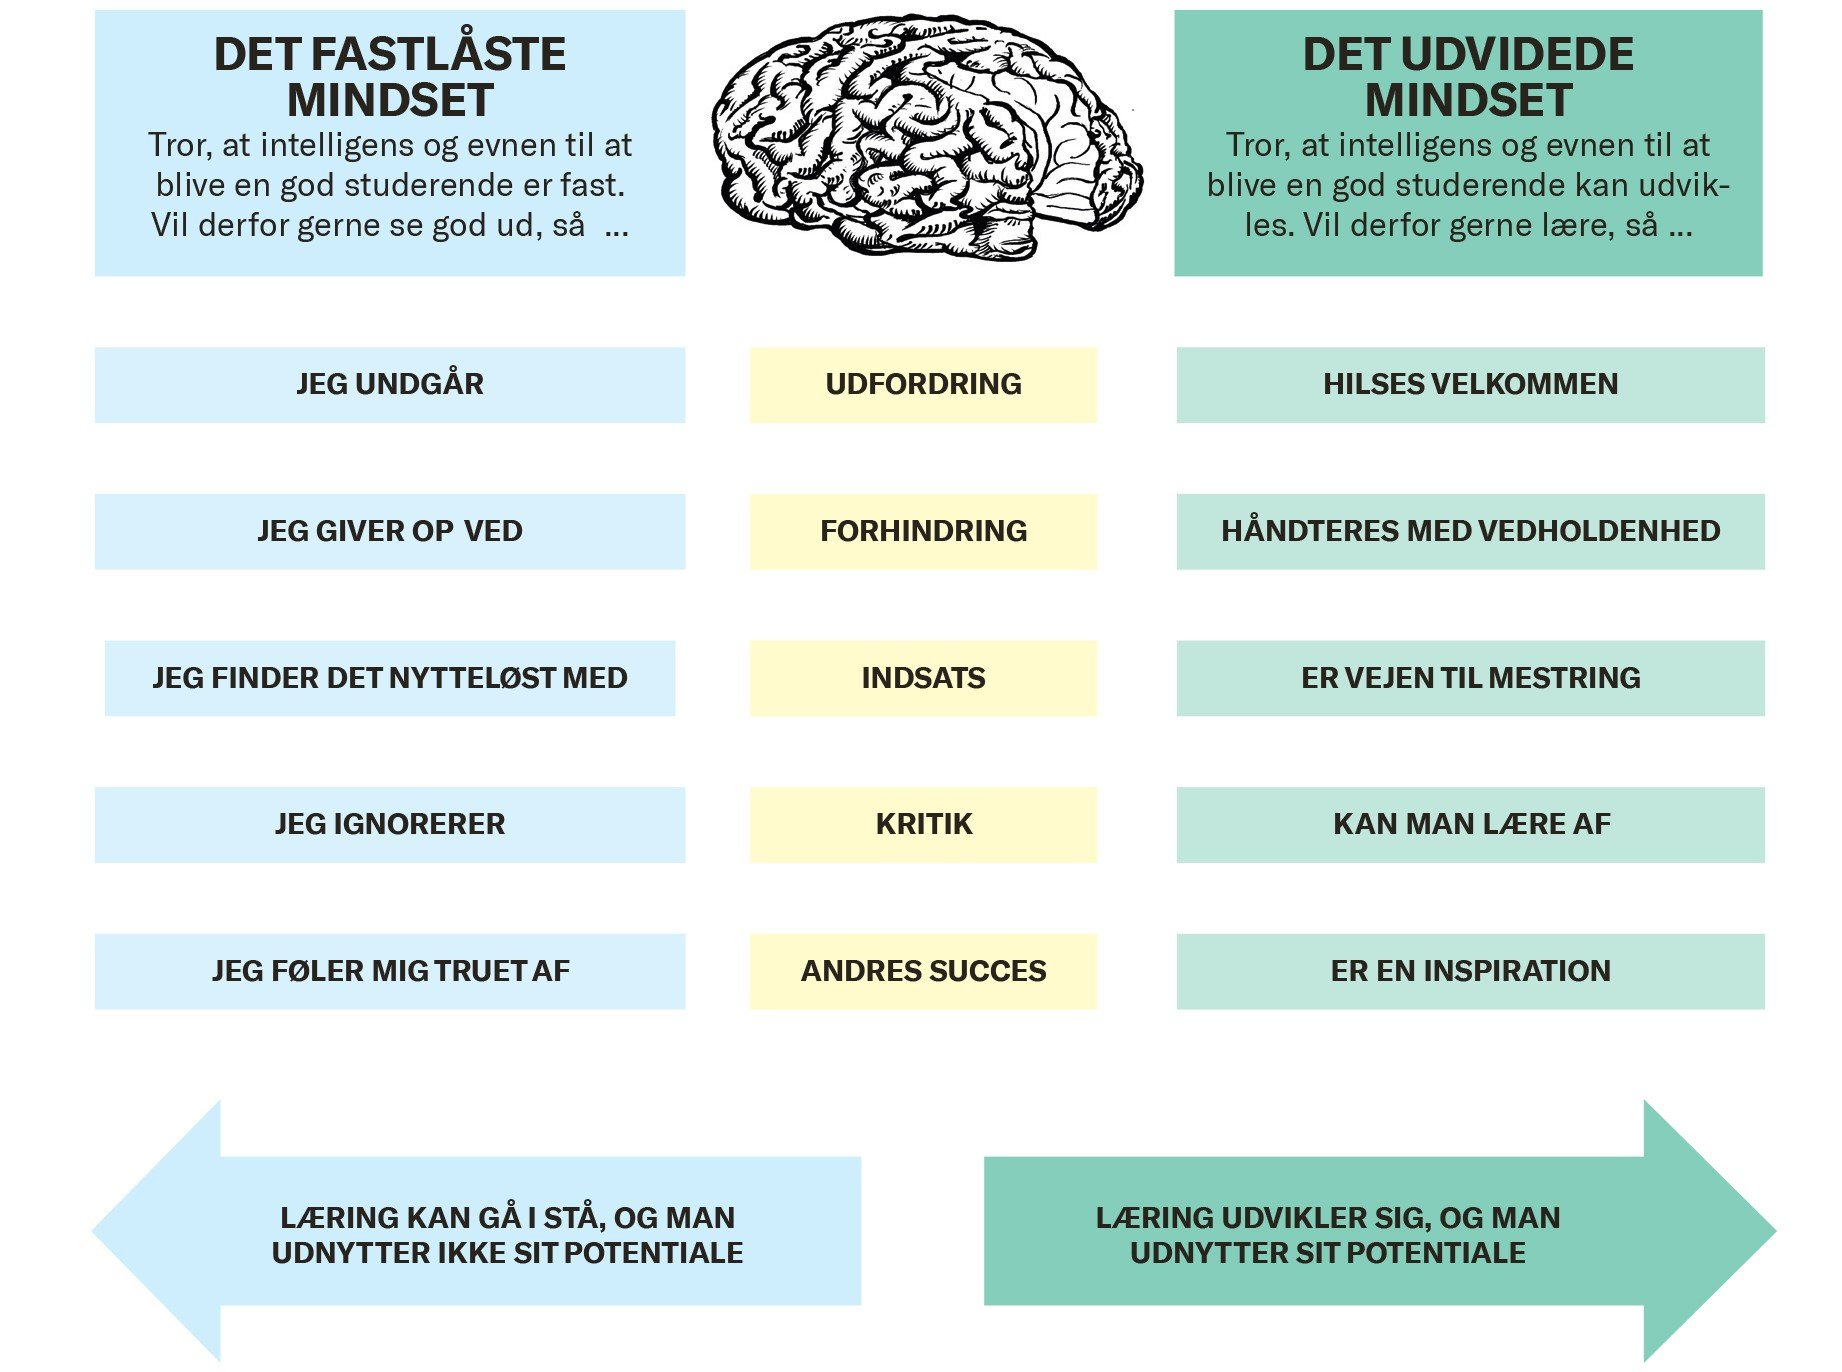 DET FASTLÅSTE
MINDSET
Tror, at intelligens og evnen til at
blive en god studerende er fast.
Vil derfor gerne se god ud, så ...
DET UDVIDEDE
MINDSET
Tror, at intelligens og evnen til at
blive en god studerende kan udvik-
les. Vil derfor gerne lære, så ...
JEG UNDGÅR
UDFORDRING
HILSES VELKOMMEN
JEG GIVER OP VED
FORHINDRING
HÅNDTERES MED VEDHOLDENHED
JEG FINDER DET NYTTELØST MED
INDSATS
ER VEJEN TIL MESTRING
JEG IGNORERER
KRITIK
KAN MAN LÆRE AF
JEG FØLER MIG TRUET AF
ANDRES SUCCES
ER EN INSPIRATION
LÆRING KAN GÅ I STÅ, OG MAN
UDNYTTER IKKE SIT POTENTIALE
LÆRING UDVIKLER SIG, OG MAN
UDNYTTER SIT POTENTIALE